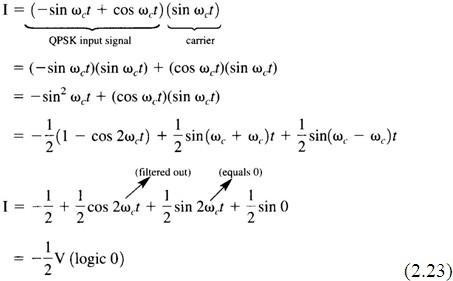 I = (−sin ω_c t + cos ω_c t)(sin ω_c t)
QPSK input signal carrier
= (−sin ω_c t)(sin ω_c t) + (cos ω_c t)(sin ω_c t)
= −sin² ω_c t + (cos ω_c t)(sin ω_c t)
= −1/2(1 − cos 2ω_c t) + 1/2 sin(ω_c + ω_c)t + 1/2 sin(ω_c − ω_c)t
(filtered out) (equals 0)
I = −1/2 + 1/2 cos 2ω_c t + 1/2 sin 2ω_c t + 1/2 sin 0
= −1/2 V (logic 0) (2.23)